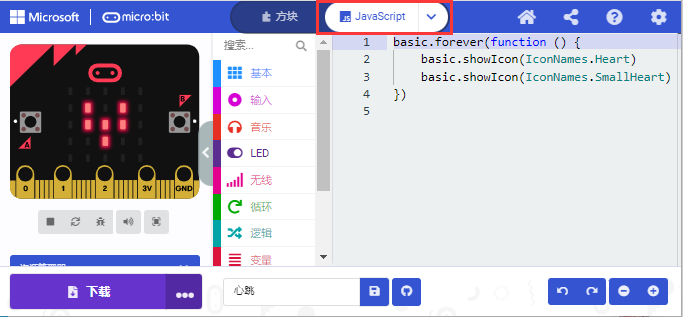 Microsoft
micro:bit
方块
JS JavaScript
搜索...
基本
输入
音乐
LED
无线
循环
逻辑
变量
B
A
0 1 2 3V GND
1 basic.forever(function () {
2 basic.showIcon(IconNames.Heart)
3 basic.showIcon(IconNames.SmallHeart)
4 })
5
下载
心跳